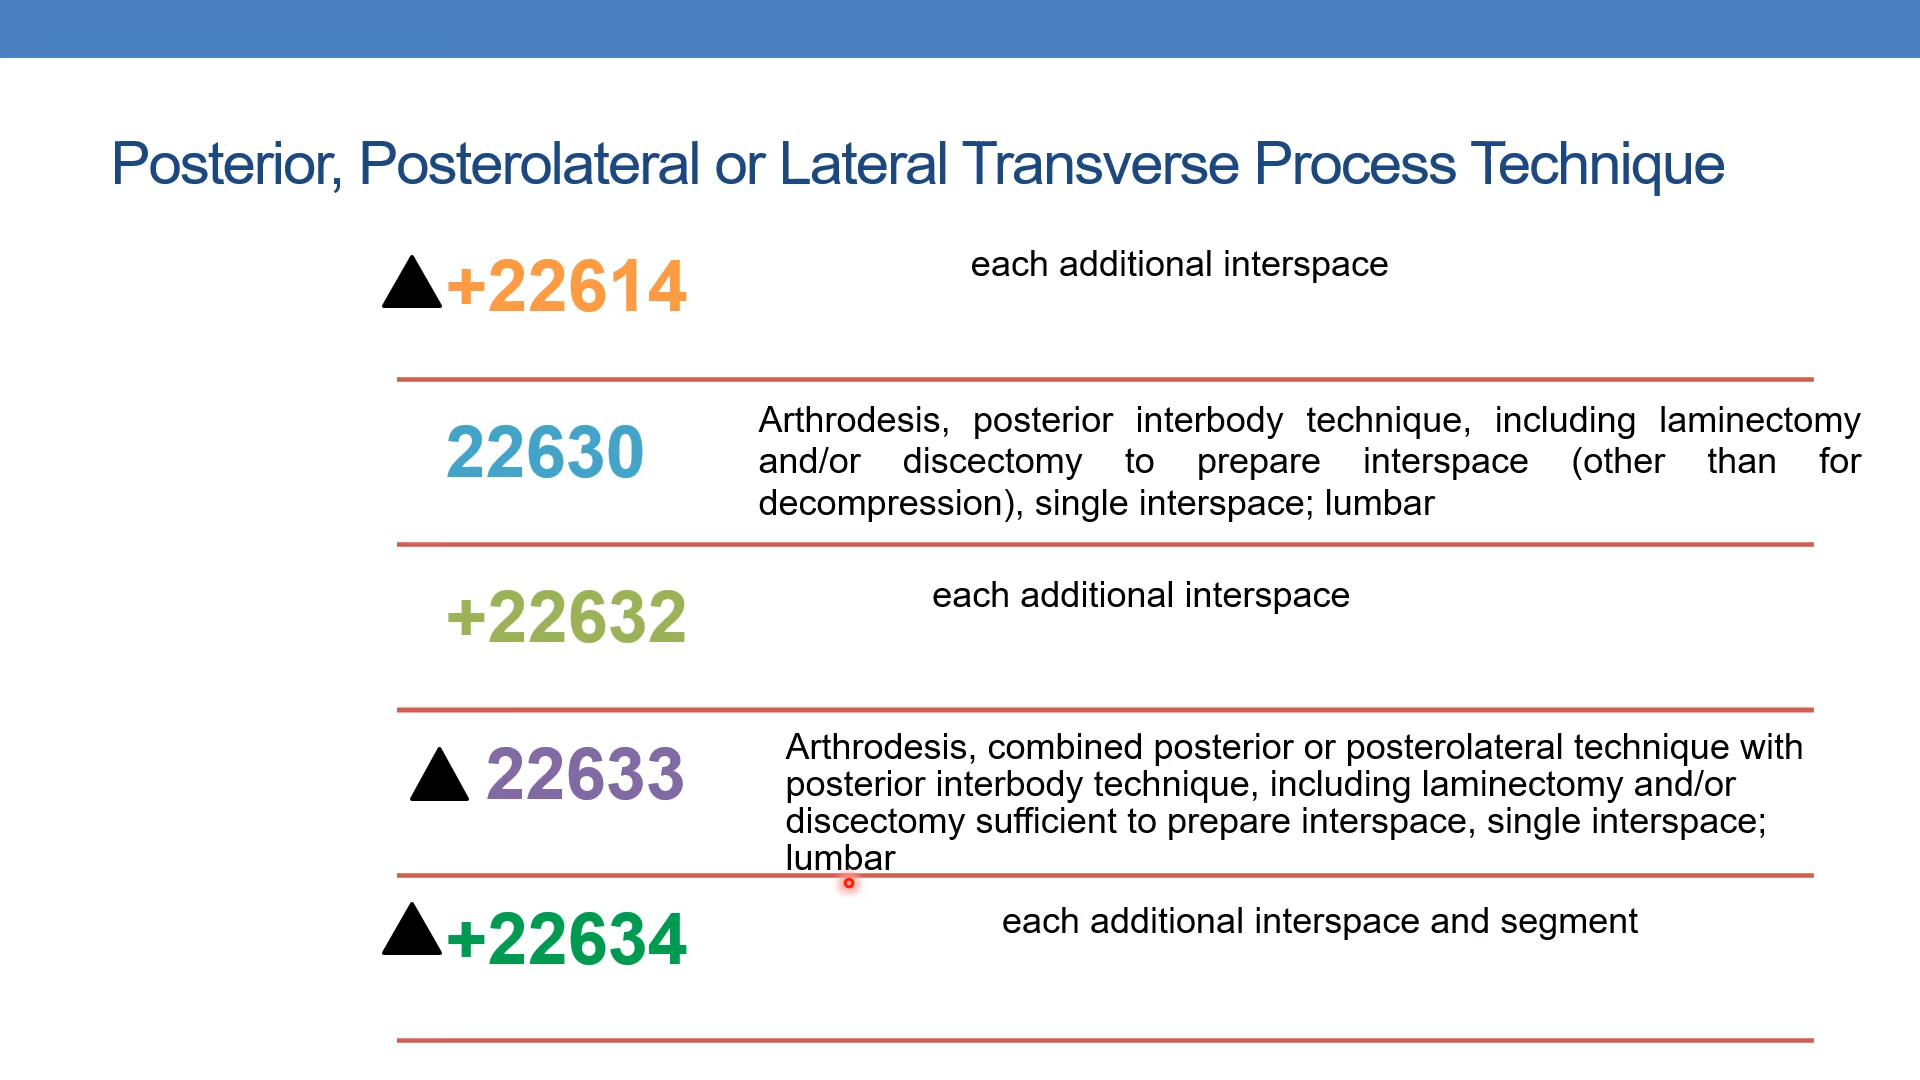 Posterior, Posterolateral or Lateral Transverse Process Technique
▲+22614 each additional interspace
22630 Arthrodesis, posterior interbody technique, including laminectomy
and/or discectomy to prepare interspace (other than for
decompression), single interspace; lumbar
+22632 each additional interspace
▲ 22633 Arthrodesis, combined posterior or posterolateral technique with
posterior interbody technique, including laminectomy and/or
discectomy sufficient to prepare interspace, single interspace;
lumbar
▲+22634 each additional interspace and segment